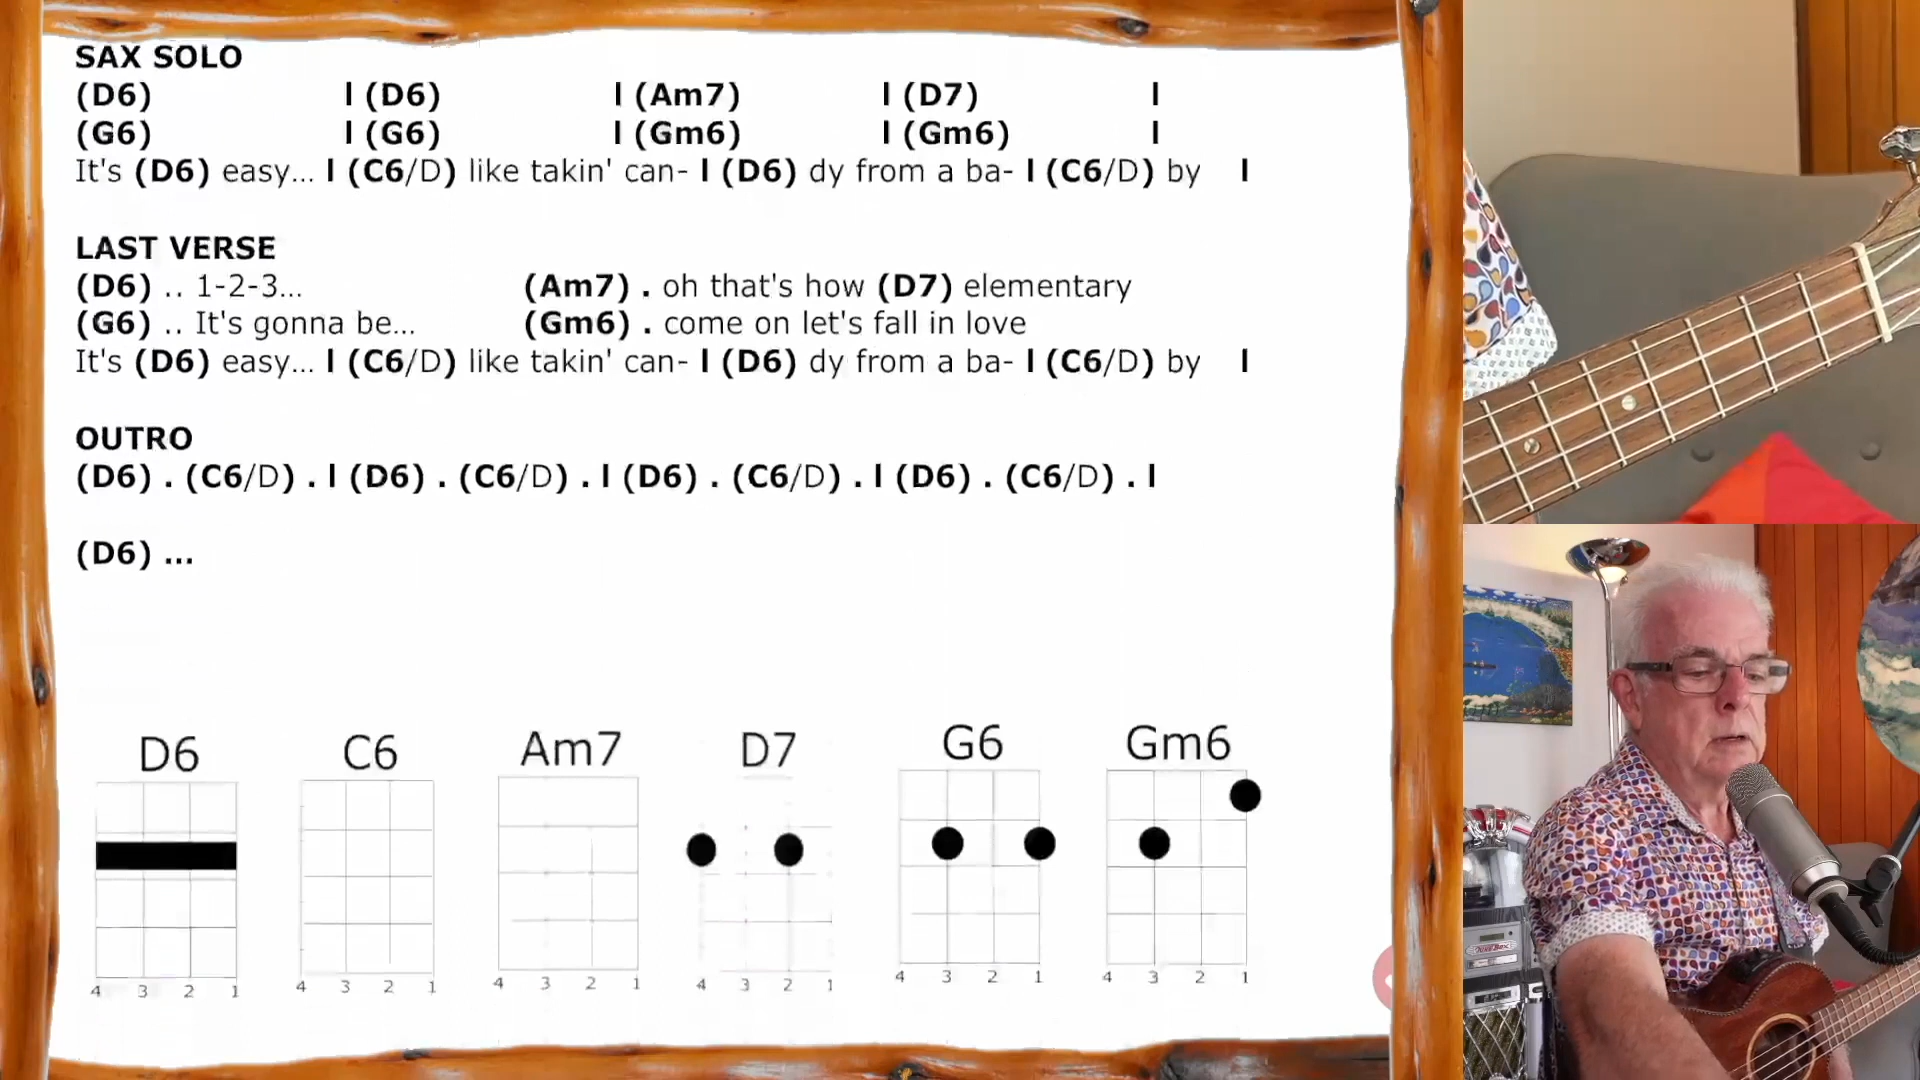 SAX SOLO
(D6) l (D6) l (Am7) l (D7) l
(G6) l (G6) l (Gm6) l (Gm6) l
It's (D6) easy... l (C6/D) like takin' can- l (D6) dy from a ba- l (C6/D) by l
LAST VERSE
(D6) .. 1-2-3... (Am7) . oh that's how (D7) elementary
(G6) .. It's gonna be... (Gm6) . come on let's fall in love
It's (D6) easy... l (C6/D) like takin' can- l (D6) dy from a ba- l (C6/D) by l
OUTRO
(D6) . (C6/D) . l (D6) . (C6/D) . l (D6) . (C6/D) . l (D6) . (C6/D) . l
(D6) ...
D6 C6 Am7 D7 G6 Gm6
4 3 2 1 4 3 2 1 4 3 2 1 4 3 2 1 4 3 2 1 4 3 2 1